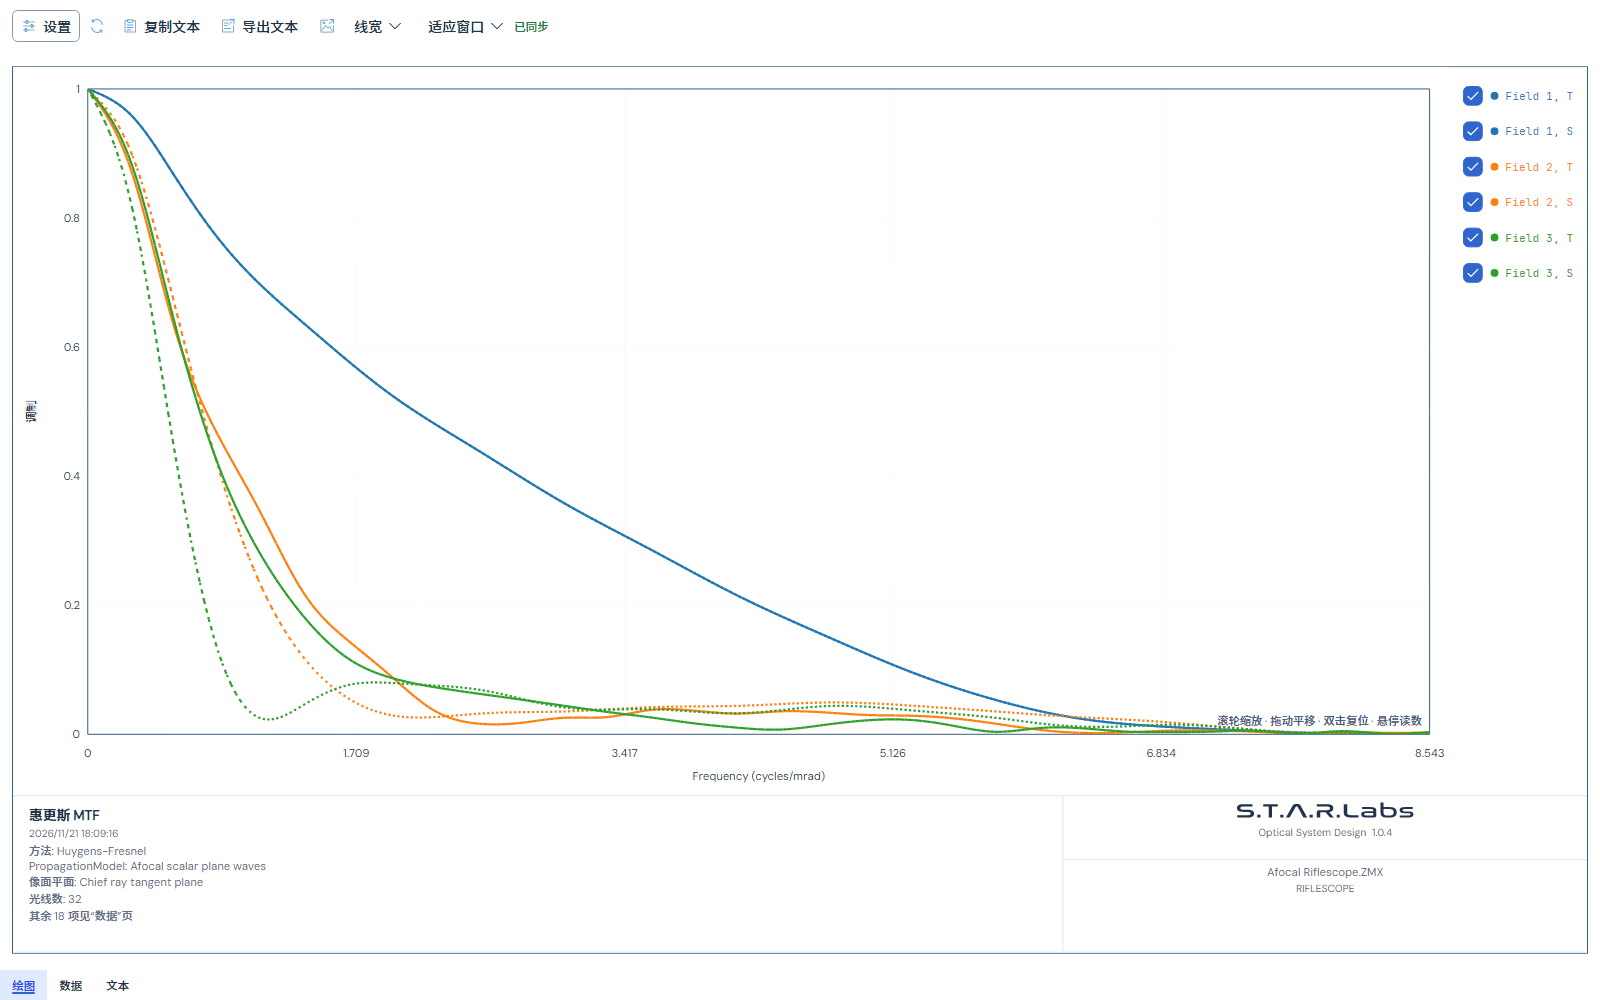 设置 复制文本 导出文本 线宽 适应窗口 已同步
1
0.8
0.6
0.4
0.2
0
调制
0 1.709 3.417 5.126 6.834 8.543
Frequency (cycles/mrad)
滚轮缩放 · 拖动平移 · 双击复位 · 悬停读数
Field 1, T
Field 1, S
Field 2, T
Field 2, S
Field 3, T
Field 3, S
惠更斯 MTF
2026/11/21 18:09:16
方法: Huygens-Fresnel
PropagationModel: Afocal scalar plane waves
像面平面: Chief ray tangent plane
光线数: 32
其余 18 项见“数据”页
S.T.A.R.Labs
Optical System Design 1.0.4
Afocal Riflescope.ZMX
RIFLESCOPE
绘图 数据 文本